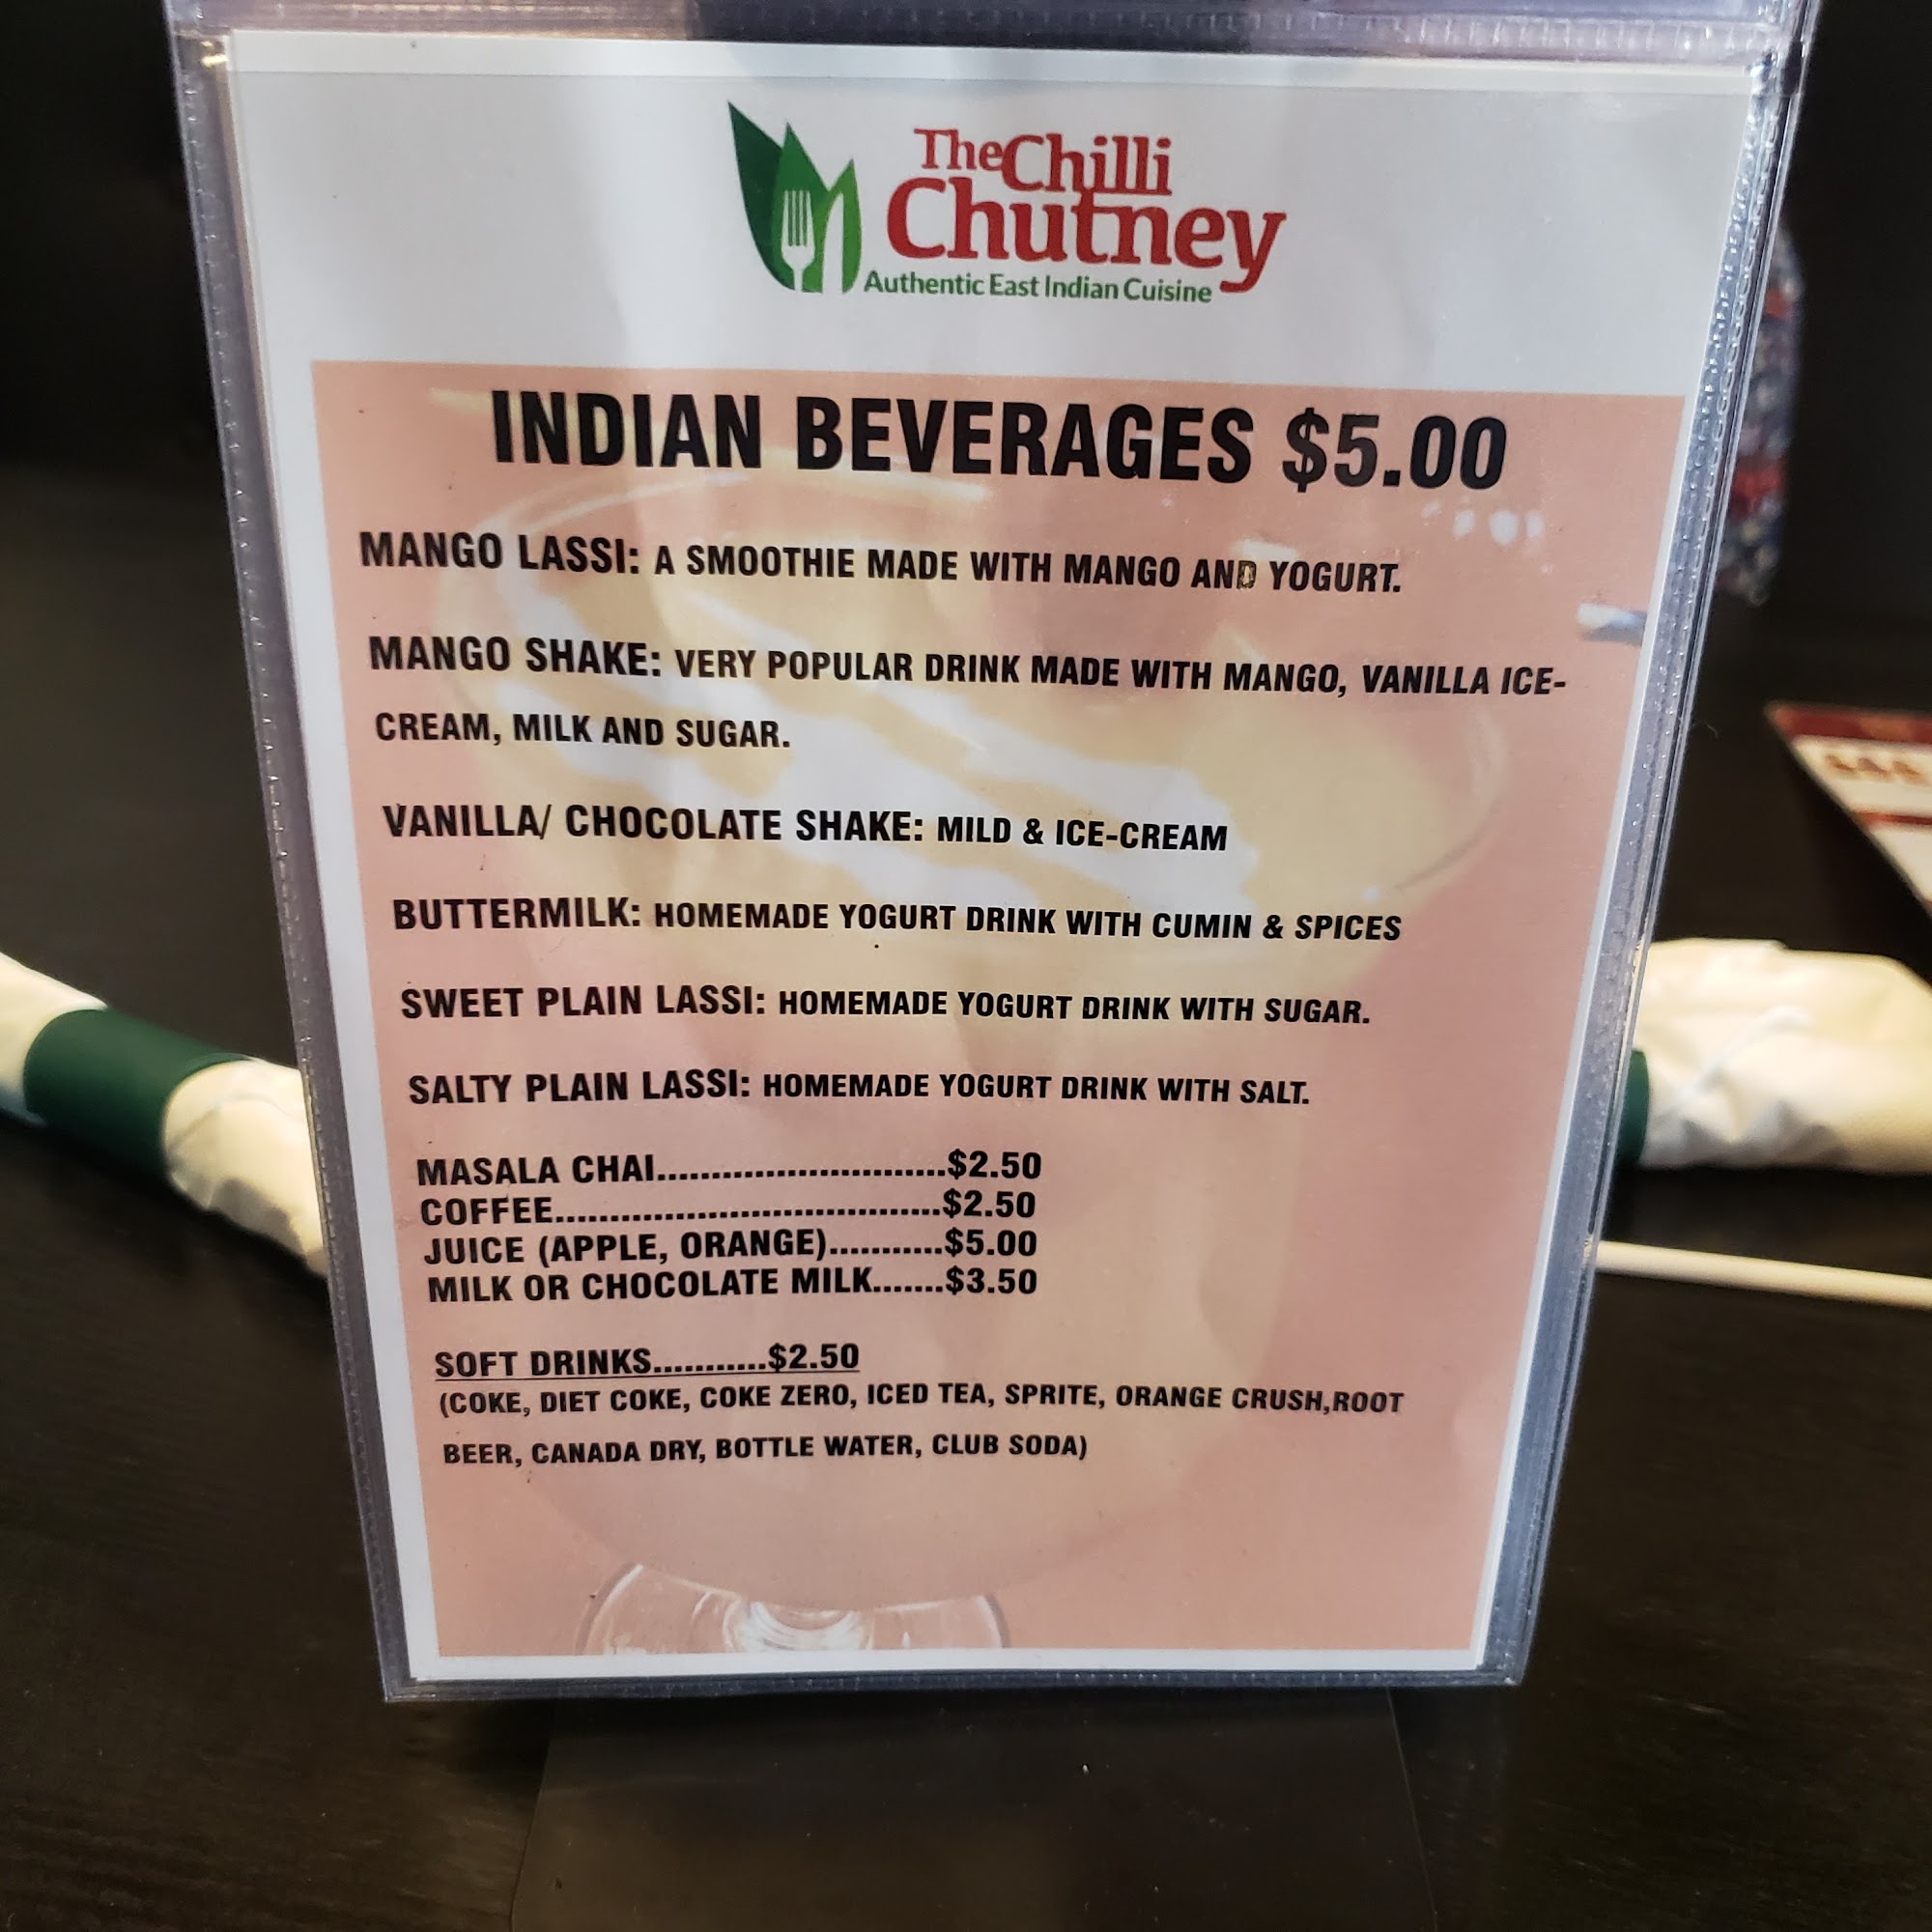 The Chilli
Chutney
Authentic East Indian Cuisine
INDIAN BEVERAGES $5.00
MANGO LASSI: A SMOOTHIE MADE WITH MANGO AND YOGURT.
MANGO SHAKE: VERY POPULAR DRINK MADE WITH MANGO, VANILLA ICE-
CREAM, MILK AND SUGAR.
VANILLA/ CHOCOLATE SHAKE: MILD & ICE-CREAM
BUTTERMILK: HOMEMADE YOGURT DRINK WITH CUMIN & SPICES
SWEET PLAIN LASSI: HOMEMADE YOGURT DRINK WITH SUGAR.
SALTY PLAIN LASSI: HOMEMADE YOGURT DRINK WITH SALT.
MASALA CHAI..........................$2.50
COFFEE...................................$2.50
JUICE (APPLE, ORANGE)...........$5.00
MILK OR CHOCOLATE MILK.......$3.50
SOFT DRINKS...........$2.50
(COKE, DIET COKE, COKE ZERO, ICED TEA, SPRITE, ORANGE CRUSH,ROOT
BEER, CANADA DRY, BOTTLE WATER, CLUB SODA)